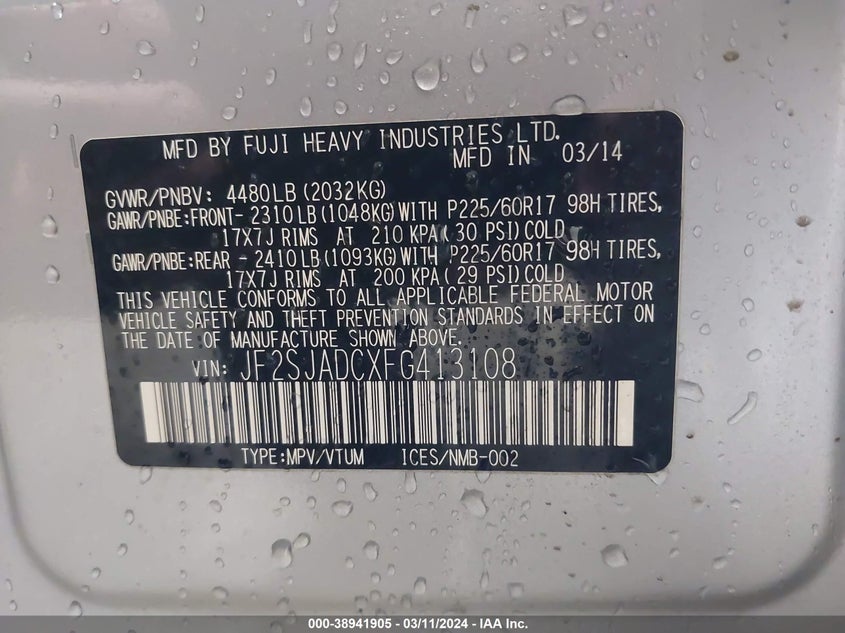 MFD BY FUJI HEAVY INDUSTRIES LTD.
MFD IN 03/14
GVWR/PNBV: 4480LB (2032KG)
GAWR/PNBE:FRONT- 2310LB (1048KG) WITH P225/60R17 98H TIRES,
17X7J RIMS AT 210 KPA( 30 PSI) COLD
GAWR/PNBE:REAR - 2410LB (1093KG) WITH P225/60R17 98H TIRES,
17X7J RIMS AT 200 KPA (29 PSI) COLD
THIS VEHICLE CONFORMS TO ALL APPLICABLE FEDERAL MOTOR
VEHICLE SAFETY AND THEFT PREVENTION STANDARDS IN EFFECT ON
THE DATE OF MANUFACTURE SHOWN ABOVE.
VIN: JF2SJADCXFG413108
TYPE:MPV/VTUM ICES/NMB-002
000-38941905 - 03/11/2024 - IAA Inc.